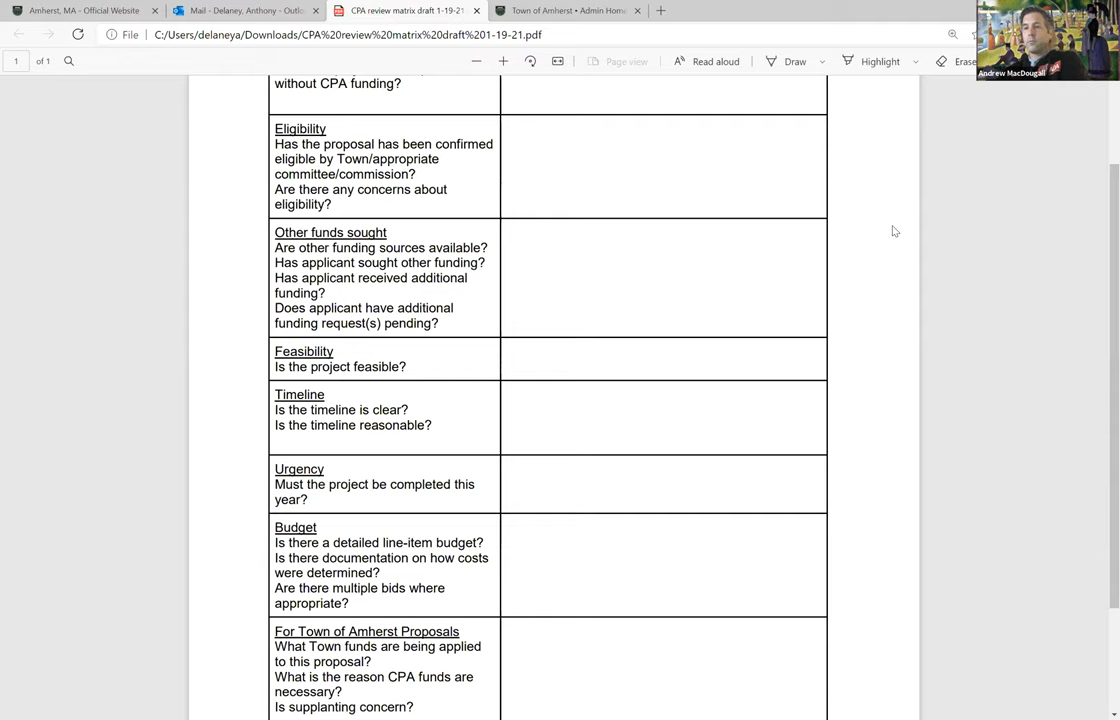 Amherst, MA - Official Website
Mail - Delaney, Anthony - Outlo
CPA review matrix draft 1-19-21
Town of Amherst • Admin Home
File
C:/Users/delaneya/Downloads/CPA%20review%20matrix%20draft%201-19-21.pdf
1
of 1
Page view
Read aloud
Draw
Highlight
Erase
Andrew MacDougall
without CPA funding?
Eligibility
Has the proposal has been confirmed
eligible by Town/appropriate
committee/commission?
Are there any concerns about
eligibility?
Other funds sought
Are other funding sources available?
Has applicant sought other funding?
Has applicant received additional
funding?
Does applicant have additional
funding request(s) pending?
Feasibility
Is the project feasible?
Timeline
Is the timeline is clear?
Is the timeline reasonable?
Urgency
Must the project be completed this
year?
Budget
Is there a detailed line-item budget?
Is there documentation on how costs
were determined?
Are there multiple bids where
appropriate?
For Town of Amherst Proposals
What Town funds are being applied
to this proposal?
What is the reason CPA funds are
necessary?
Is supplanting concern?